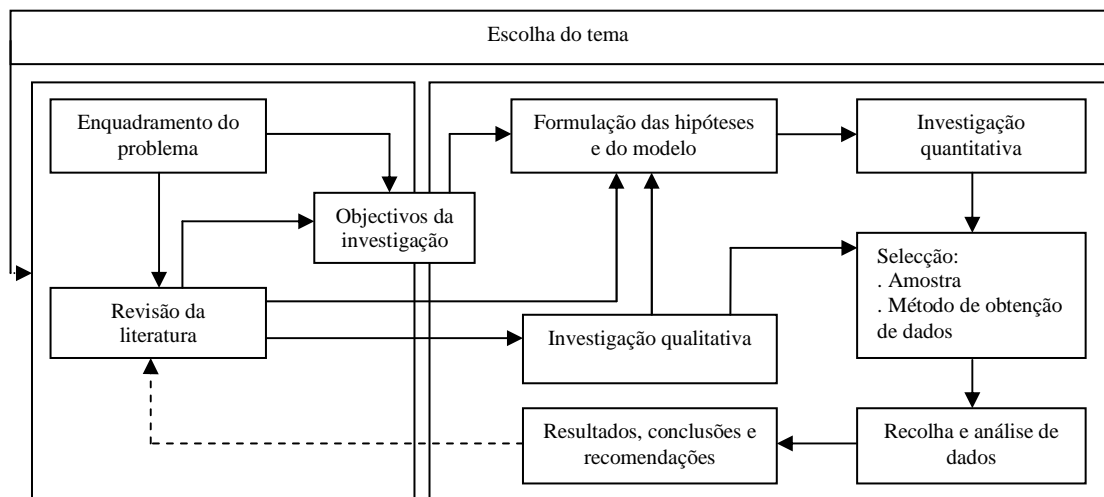 Escolha do tema
Enquadramento do
problema
Formulação das hipóteses
e do modelo
Investigação
quantitativa
Objectivos da
investigação
Selecção:
. Amostra
. Método de obtenção
de dados
Revisão da
literatura
Investigação qualitativa
Resultados, conclusões e
recomendações
Recolha e análise de
dados